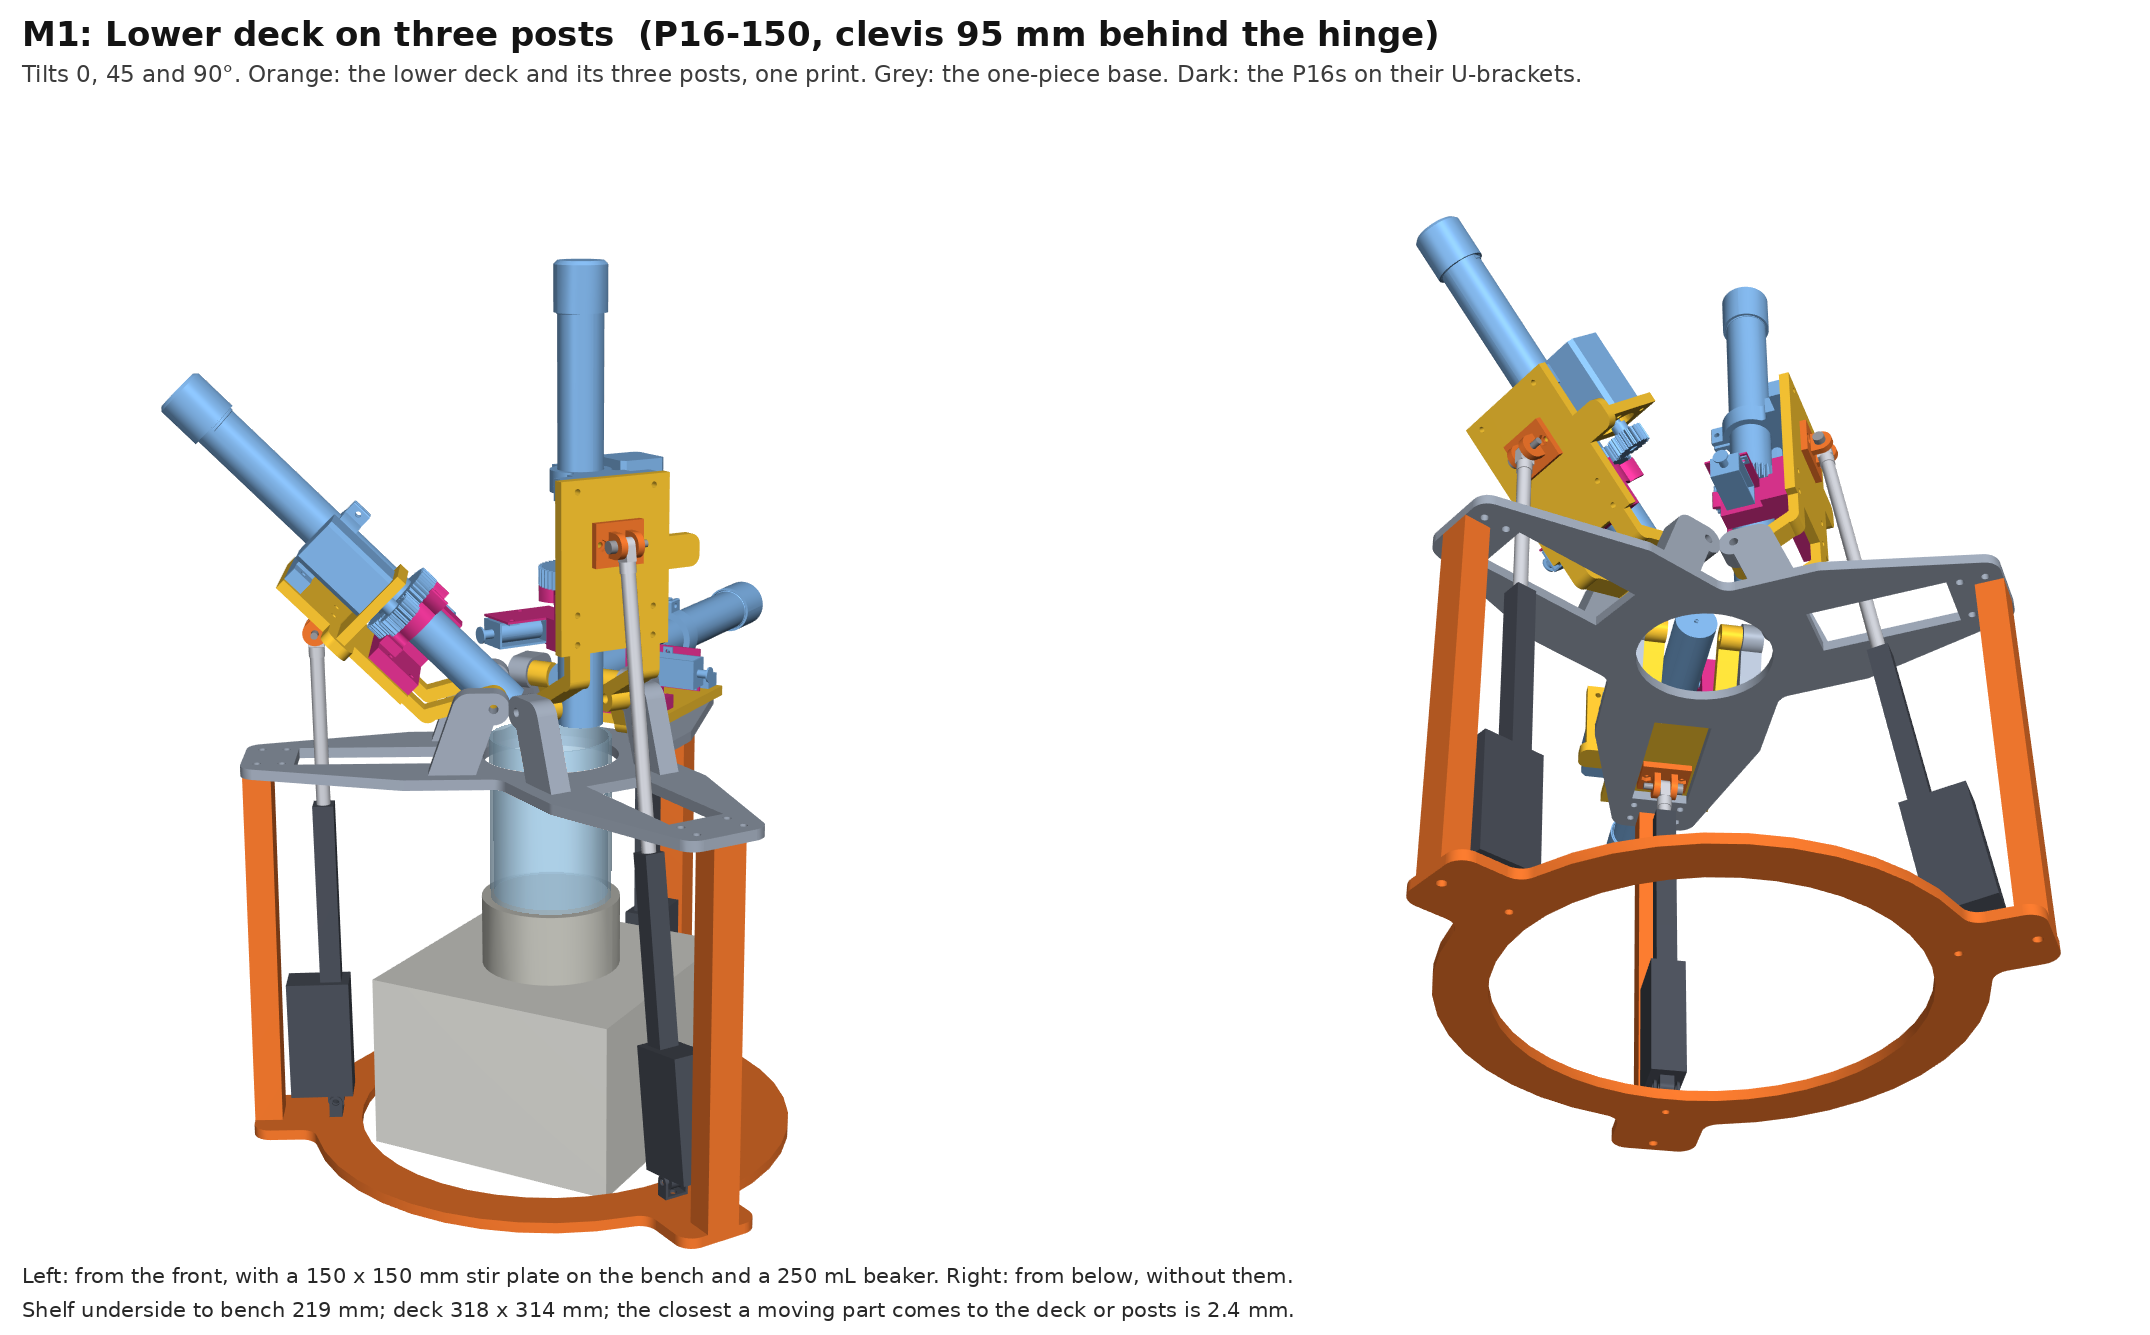 M1: Lower deck on three posts (P16-150, clevis 95 mm behind the hinge)
Tilts 0, 45 and 90°. Orange: the lower deck and its three posts, one print. Grey: the one-piece base. Dark: the P16s on their U-brackets.
Left: from the front, with a 150 x 150 mm stir plate on the bench and a 250 mL beaker. Right: from below, without them.
Shelf underside to bench 219 mm; deck 318 x 314 mm; the closest a moving part comes to the deck or posts is 2.4 mm.